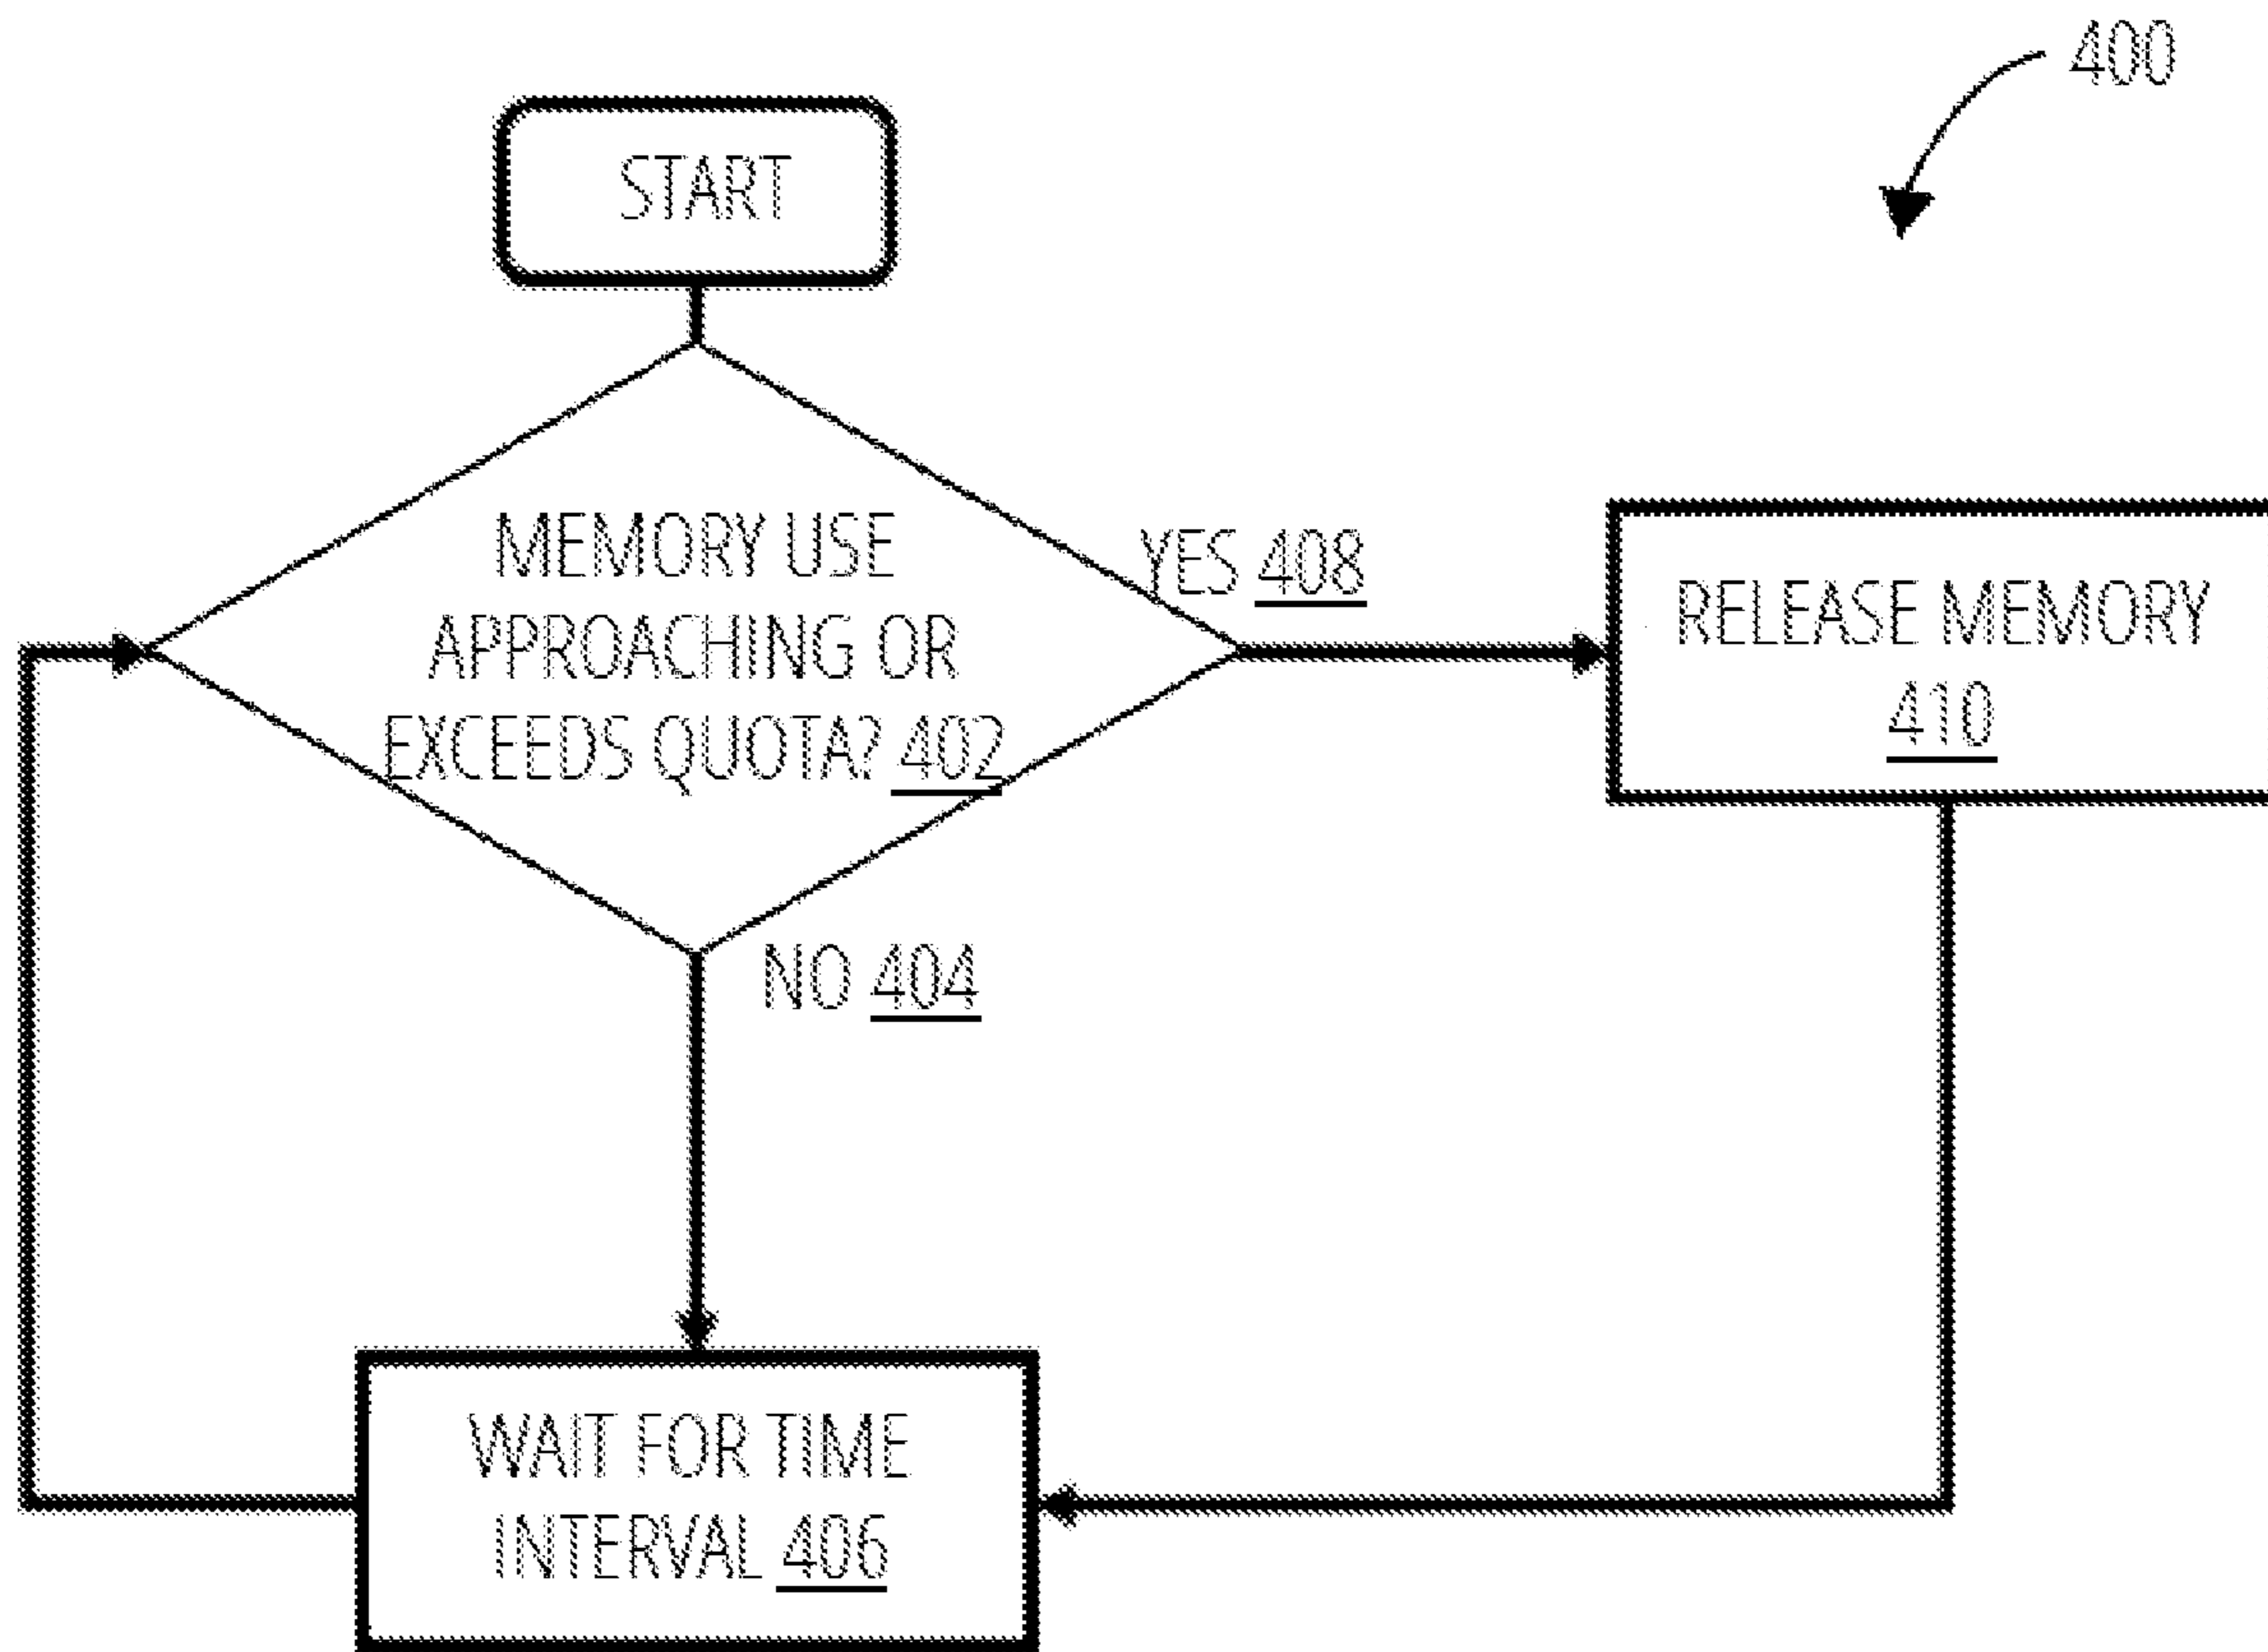 400
START
MEMORY USE
APPROACHING OR
EXCEEDS QUOTA? 402
YES 408
RELEASE MEMORY
410
NO 404
WAIT FOR TIME
INTERVAL 406